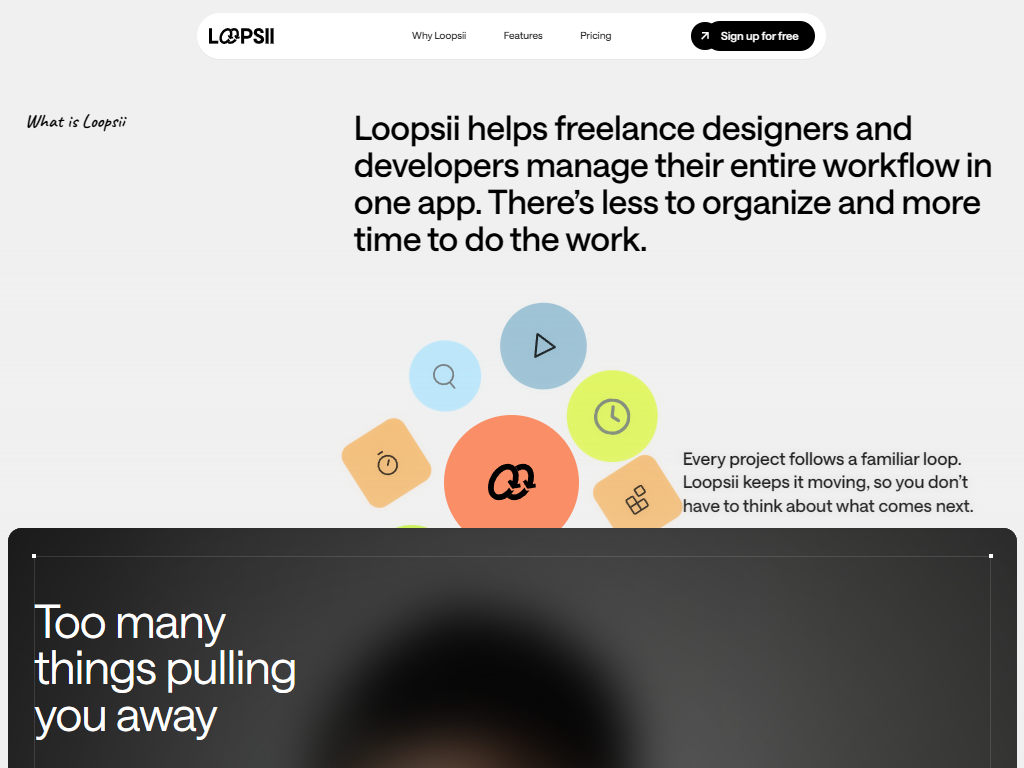 LOOPSII
Why Loopsii
Features
Pricing
Sign up for free
What is Loopsii
Loopsii helps freelance designers and
developers manage their entire workflow in
one app. There’s less to organize and more
time to do the work.
Every project follows a familiar loop.
Loopsii keeps it moving, so you don’t
have to think about what comes next.
Too many
things pulling
you away